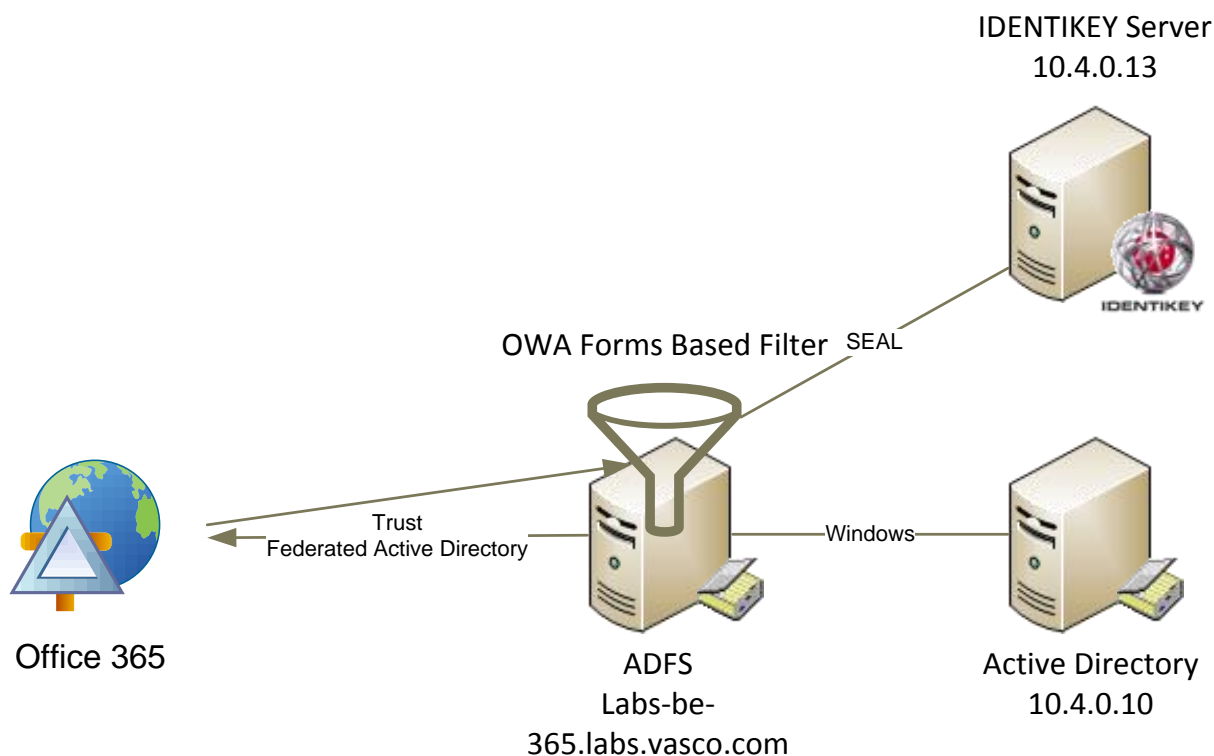 IDENTIKEY Server
10.4.0.13
IDENTIKEY
OWA Forms Based Filter
SEAL
Trust
Federated Active Directory
Windows
Office 365
ADFS
Labs-be-
365.labs.vasco.com
Active Directory
10.4.0.10